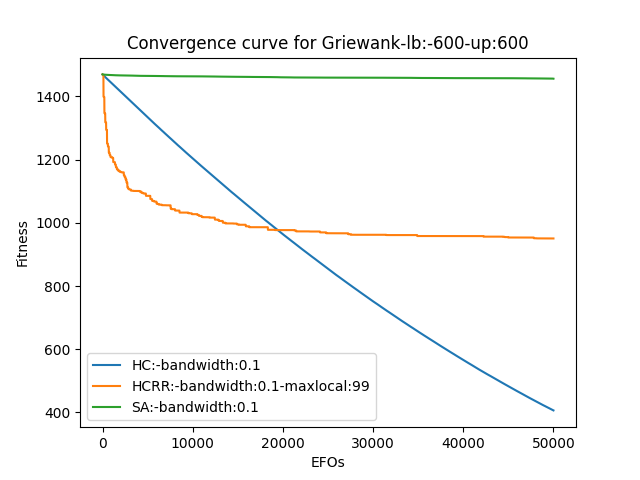 Convergence curve for Griewank-lb:-600-up:600
Fitness
1400
1200
1000
800
600
400
HC:-bandwidth:0.1
HCRR:-bandwidth:0.1-maxlocal:99
SA:-bandwidth:0.1
0 10000 20000 30000 40000 50000
EFOs